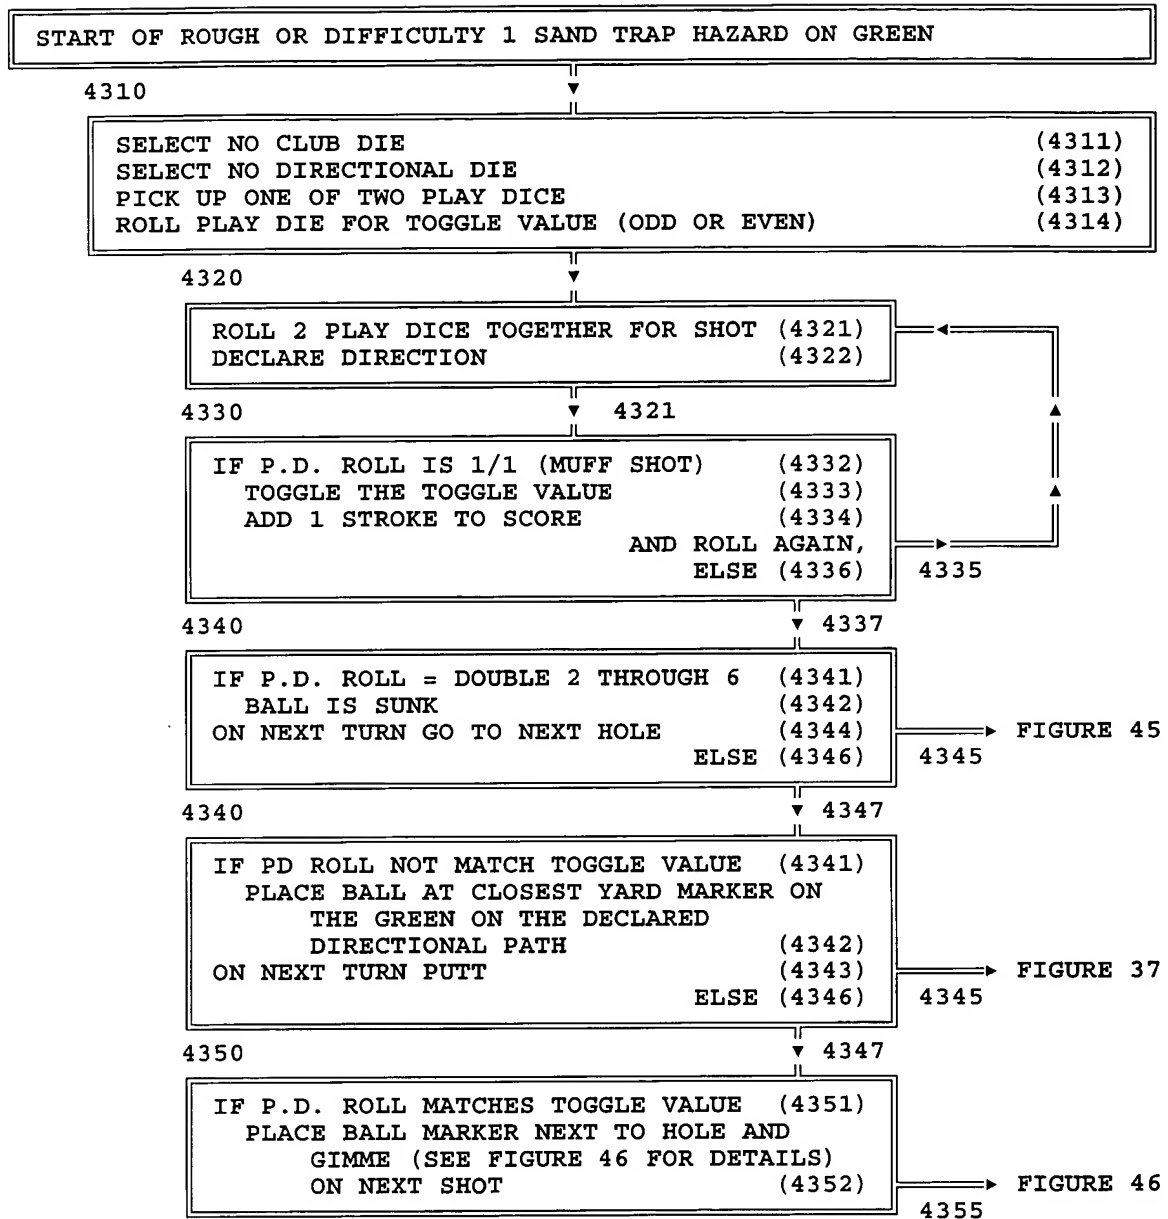 START OF ROUGH OR DIFFICULTY 1 SAND TRAP HAZARD ON GREEN
4310
SELECT NO CLUB DIE (4311)
SELECT NO DIRECTIONAL DIE (4312)
PICK UP ONE OF TWO PLAY DICE (4313)
ROLL PLAY DIE FOR TOGGLE VALUE (ODD OR EVEN) (4314)
4320
ROLL 2 PLAY DICE TOGETHER FOR SHOT (4321)
DECLARE DIRECTION (4322)
4330 4321
IF P.D. ROLL IS 1/1 (MUFF SHOT) (4332)
TOGGLE THE TOGGLE VALUE (4333)
ADD 1 STROKE TO SCORE (4334)
AND ROLL AGAIN,
ELSE (4336) 4335
4340 4337
IF P.D. ROLL = DOUBLE 2 THROUGH 6 (4341)
BALL IS SUNK (4342)
ON NEXT TURN GO TO NEXT HOLE (4344) FIGURE 45
ELSE (4346) 4345
4340 4347
IF PD ROLL NOT MATCH TOGGLE VALUE (4341)
PLACE BALL AT CLOSEST YARD MARKER ON
THE GREEN ON THE DECLARED
DIRECTIONAL PATH (4342)
ON NEXT TURN PUTT (4343) FIGURE 37
ELSE (4346) 4345
4350 4347
IF P.D. ROLL MATCHES TOGGLE VALUE (4351)
PLACE BALL MARKER NEXT TO HOLE AND
GIMME (SEE FIGURE 46 FOR DETAILS)
ON NEXT SHOT (4352) FIGURE 46
4355